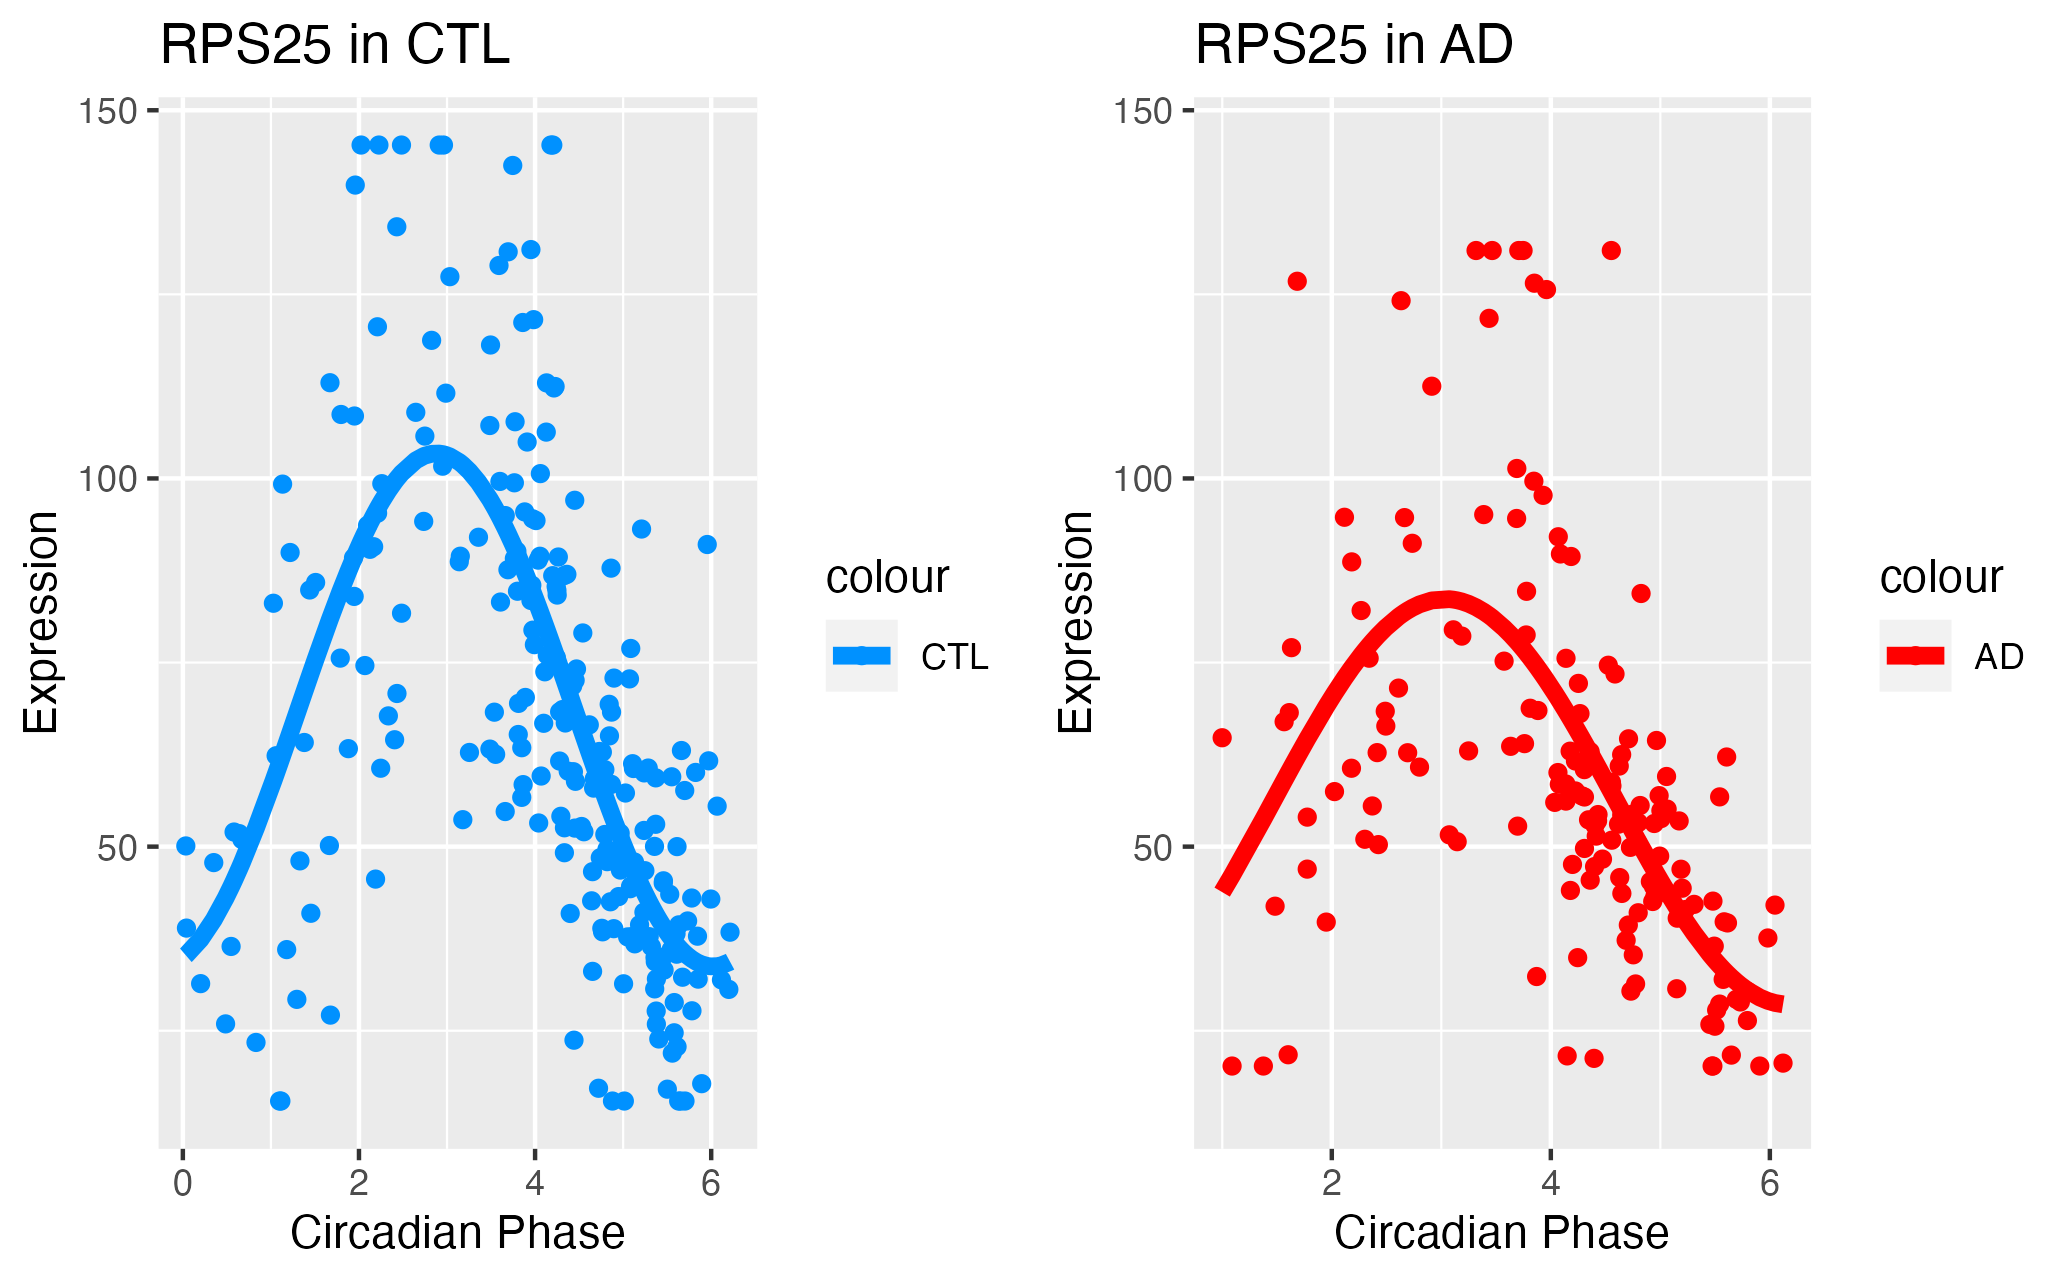 RPS25 in CTL
150
100
50
Expression
0 2 4 6
Circadian Phase
colour
CTL
RPS25 in AD
150
100
50
Expression
2 4 6
Circadian Phase
colour
AD